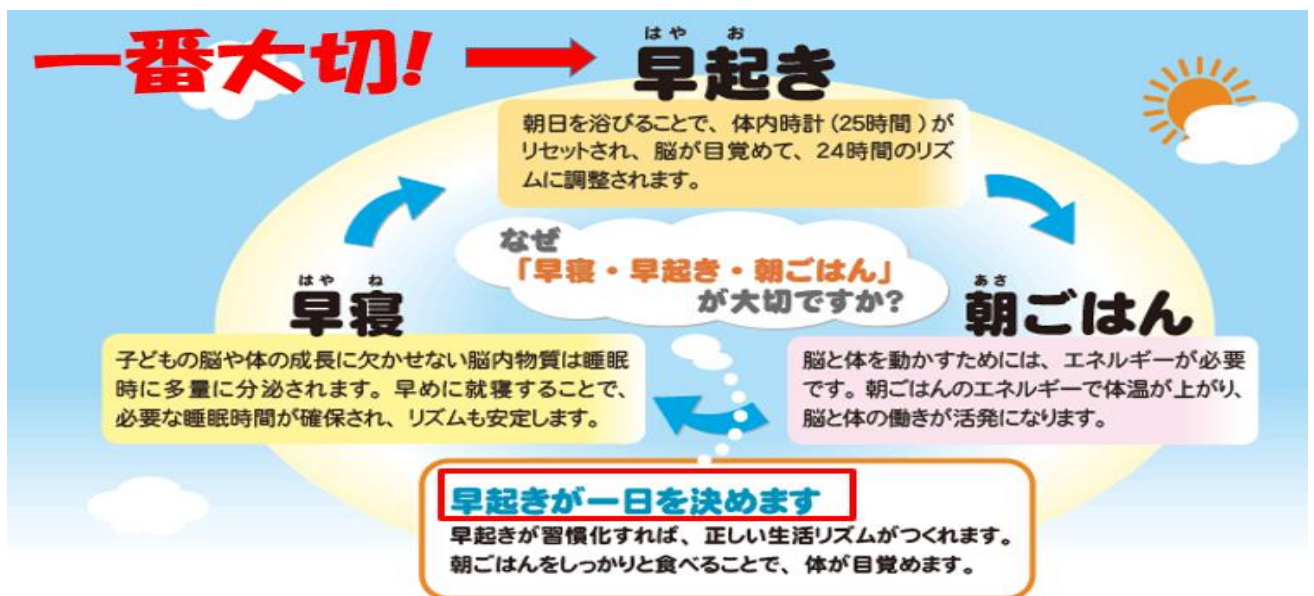 一番大切!
はや お
早起き
朝日を浴びることで、体内時計(25時間)が
リセットされ、脳が目覚めて、24時間のリズ
ムに調整されます。
なぜ
「早寝・早起き・朝ごはん」
が大切ですか?
はや ね
早寝
子どもの脳や体の成長に欠かせない脳内物質は睡眠
時に多量に分泌されます。早めに就寝することで、
必要な睡眠時間が確保され、リズムも安定します。
あさ
朝ごはん
脳と体を動かすためには、エネルギーが必要
です。朝ごはんのエネルギーで体温が上がり、
脳と体の働きが活発になります。
早起きが一日を決めます
早起きが習慣化すれば、正しい生活リズムがつくれます。
朝ごはんをしっかりと食べることで、体が目覚めます。